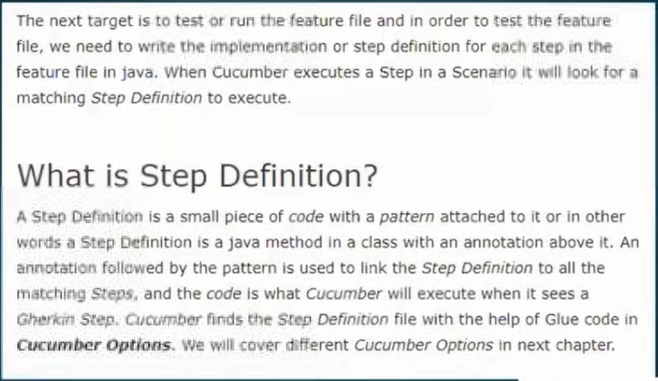 The next target is to test or run the feature file and in order to test the feature
file, we need to write the implementation or step definition for each step in the
feature file in java. When Cucumber executes a Step in a Scenario it will look for a
matching Step Definition to execute.
What is Step Definition?
A Step Definition is a small piece of code with a pattern attached to it or in other
words a Step Definition is a java method in a class with an annotation above it. An
annotation followed by the pattern is used to link the Step Definition to all the
matching Steps, and the code is what Cucumber will execute when it sees a
Gherkin Step. Cucumber finds the Step Definition file with the help of Glue code in
Cucumber Options. We will cover different Cucumber Options in next chapter.